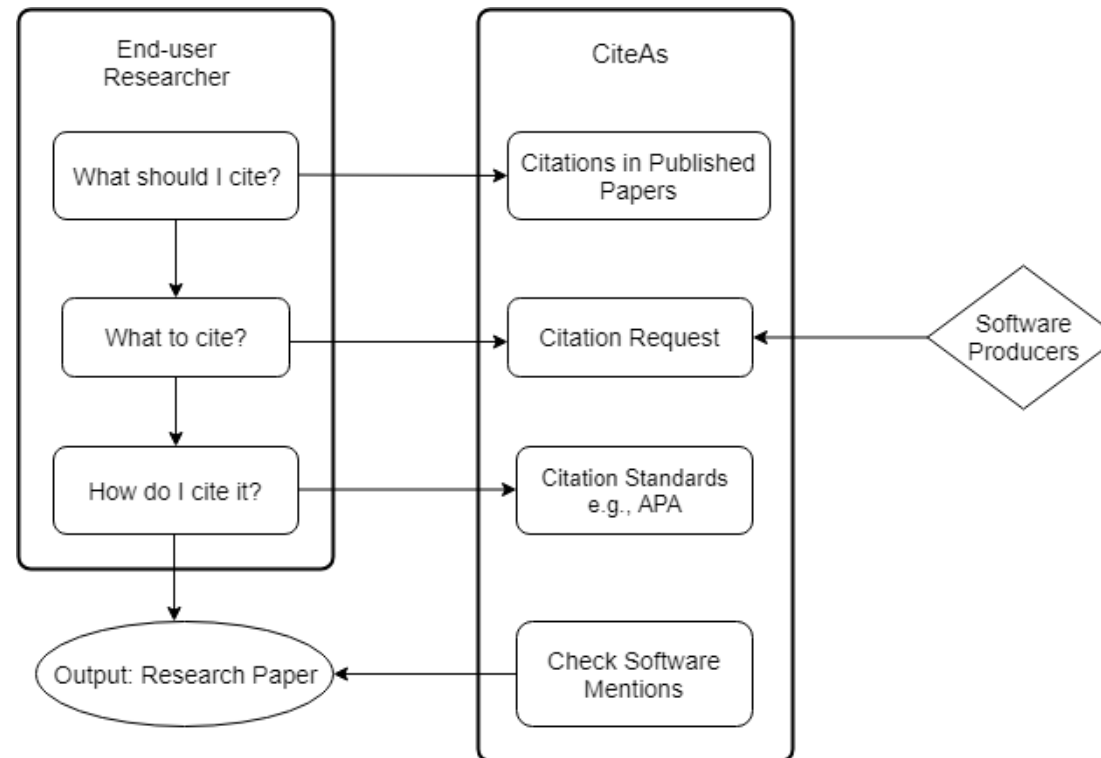 End-user
Researcher
CiteAs
What should I cite?
Citations in Published
Papers
What to cite?
Citation Request
Software
Producers
How do I cite it?
Citation Standards
e.g., APA
Output: Research Paper
Check Software
Mentions